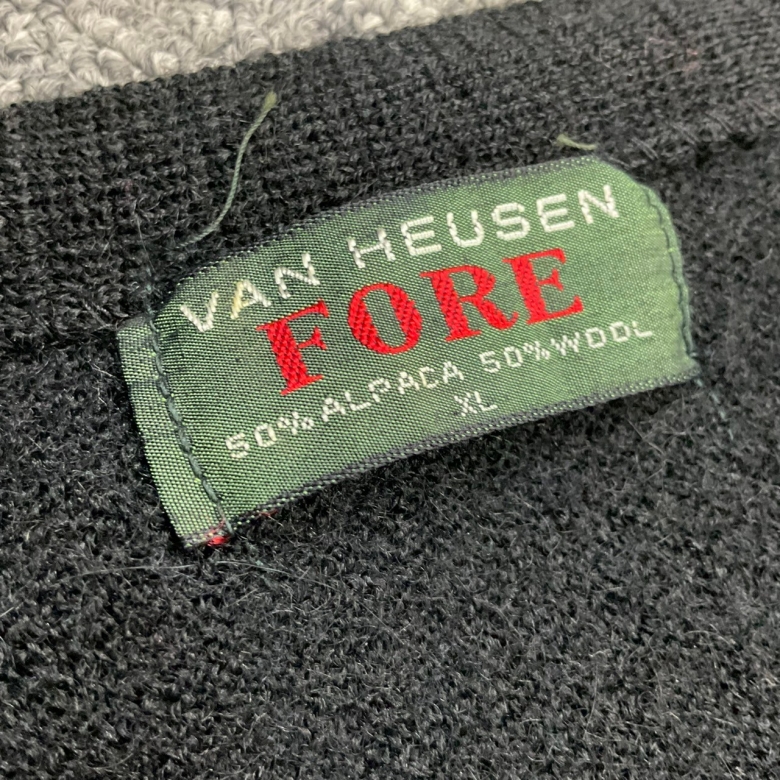 VAN HEUSEN
FORE
50% ALPACA 50% WOOL
XL